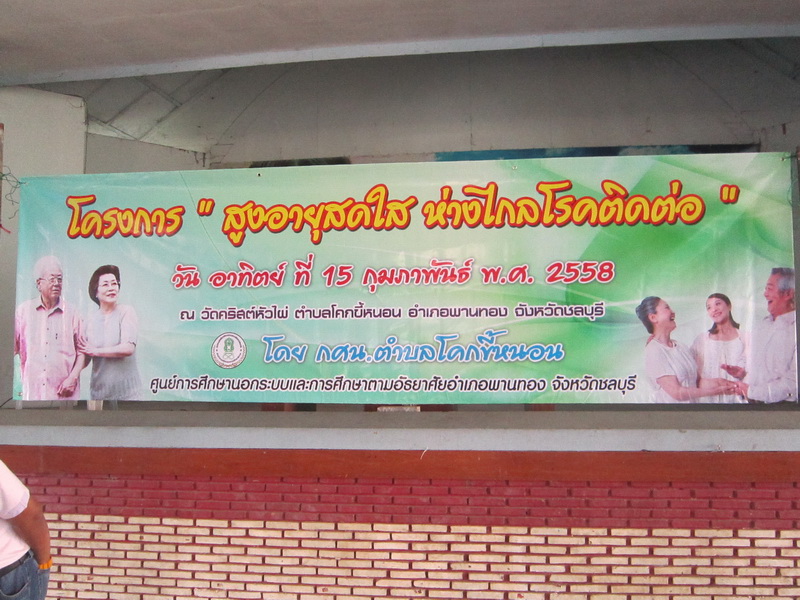 โครงการ " สูงอายุสดใส ห่างไกลโรคติดต่อ "
วัน อาทิตย์ ที่ 15 กุมภาพันธ์ พ.ศ. 2558
ณ วัดคริสต์หัวไผ่ ตำบลโคกขี้หนอน อำเภอพานทอง จังหวัดชลบุรี
โดย กศน.ตำบลโคกขี้หนอน
ศูนย์การศึกษานอกระบบและการศึกษาตามอัธยาศัยอำเภอพานทอง จังหวัดชลบุรี